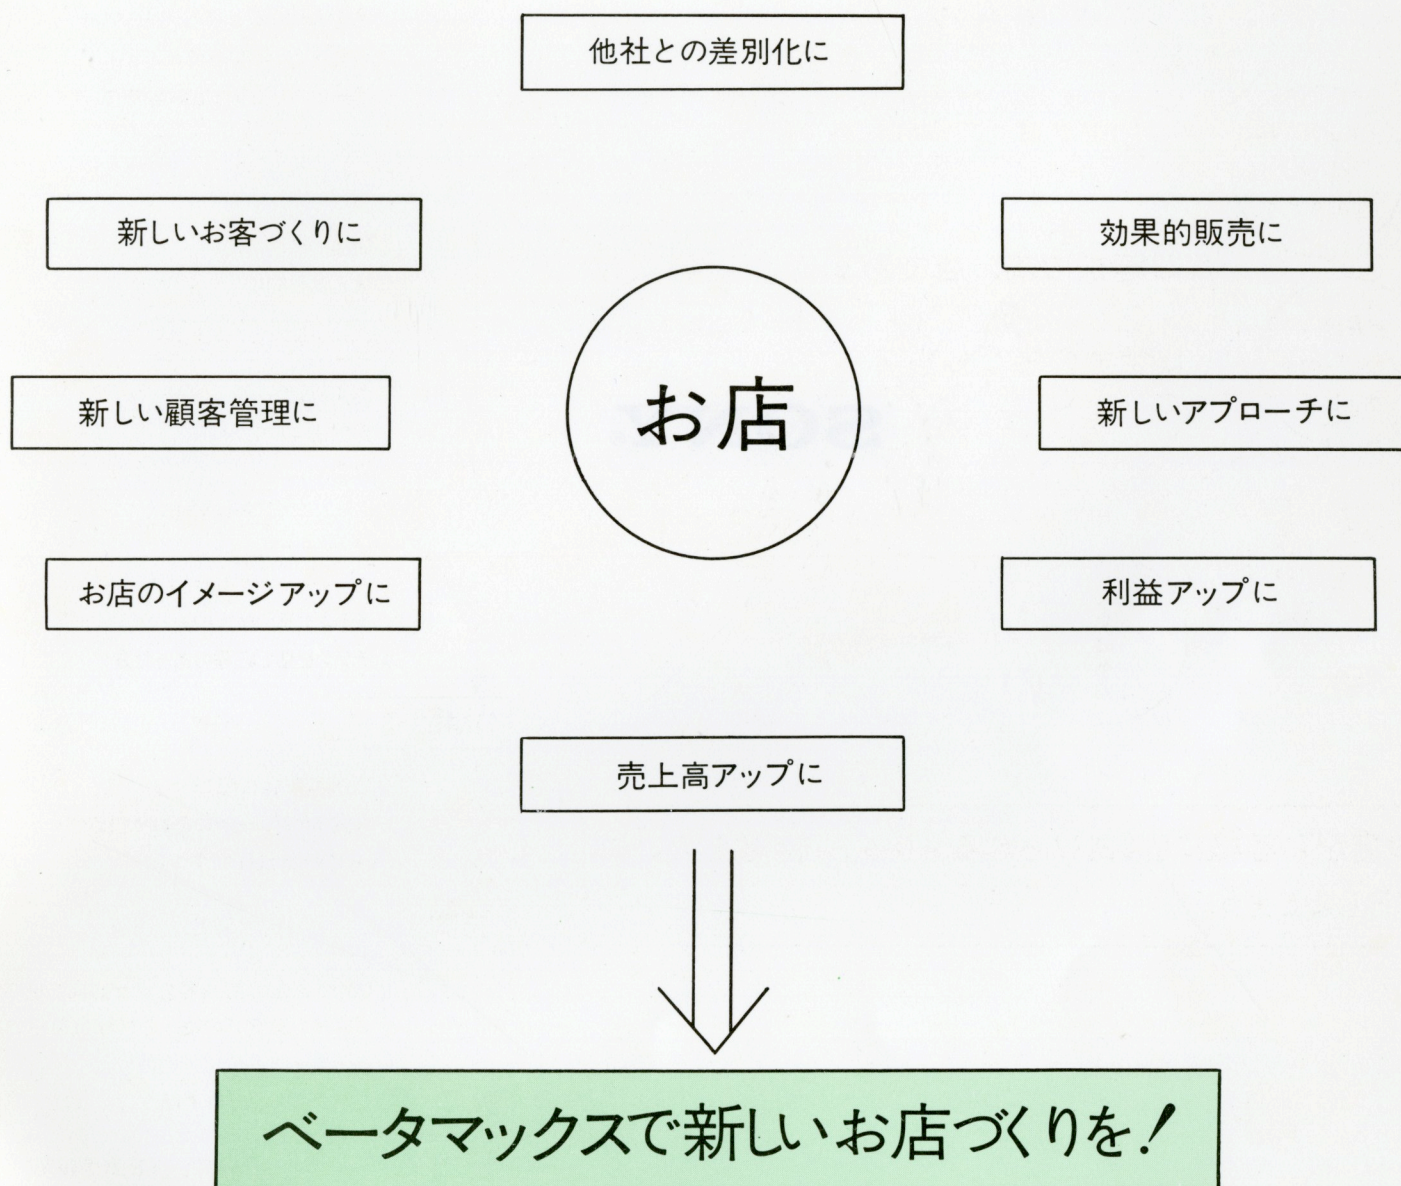 他社との差別化に
新しいお客づくりに
効果的販売に
新しい顧客管理に
お店
新しいアプローチに
お店のイメージアップに
利益アップに
売上高アップに
ベータマックスで新しいお店づくりを!